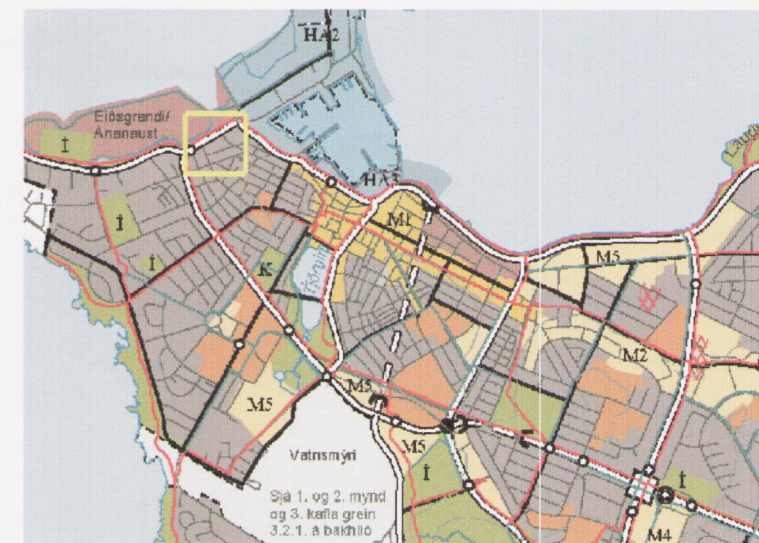 HA2
Eiðsgrandi/
Ánanaust
Í
HA3
Í
M1
Í
K
Tjörnin
M5
M2
M5
M5
Vatnsmýri
M5
Í
Í
Sjá 1. og 2. mynd
og 3. kafla grein
3.2.1. á bakhlið
M4